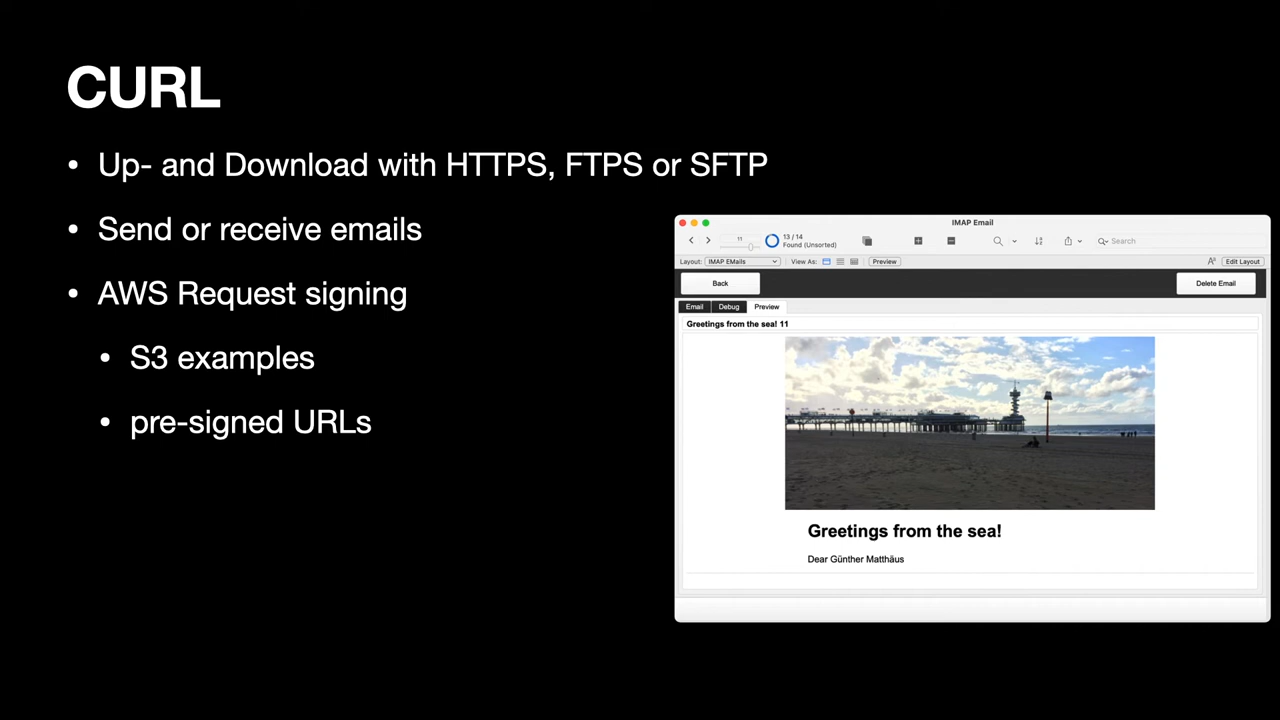 CURL
• Up- and Download with HTTPS, FTPS or SFTP
• Send or receive emails
• AWS Request signing
• S3 examples
• pre-signed URLs
IMAP Email
11
13 / 14
Found (Unsorted)
Search
Layout: IMAP EMails View As: Preview Edit Layout
Back Delete Email
Email Debug Preview
Greetings from the sea! 11
Greetings from the sea!
Dear Günther Matthäus